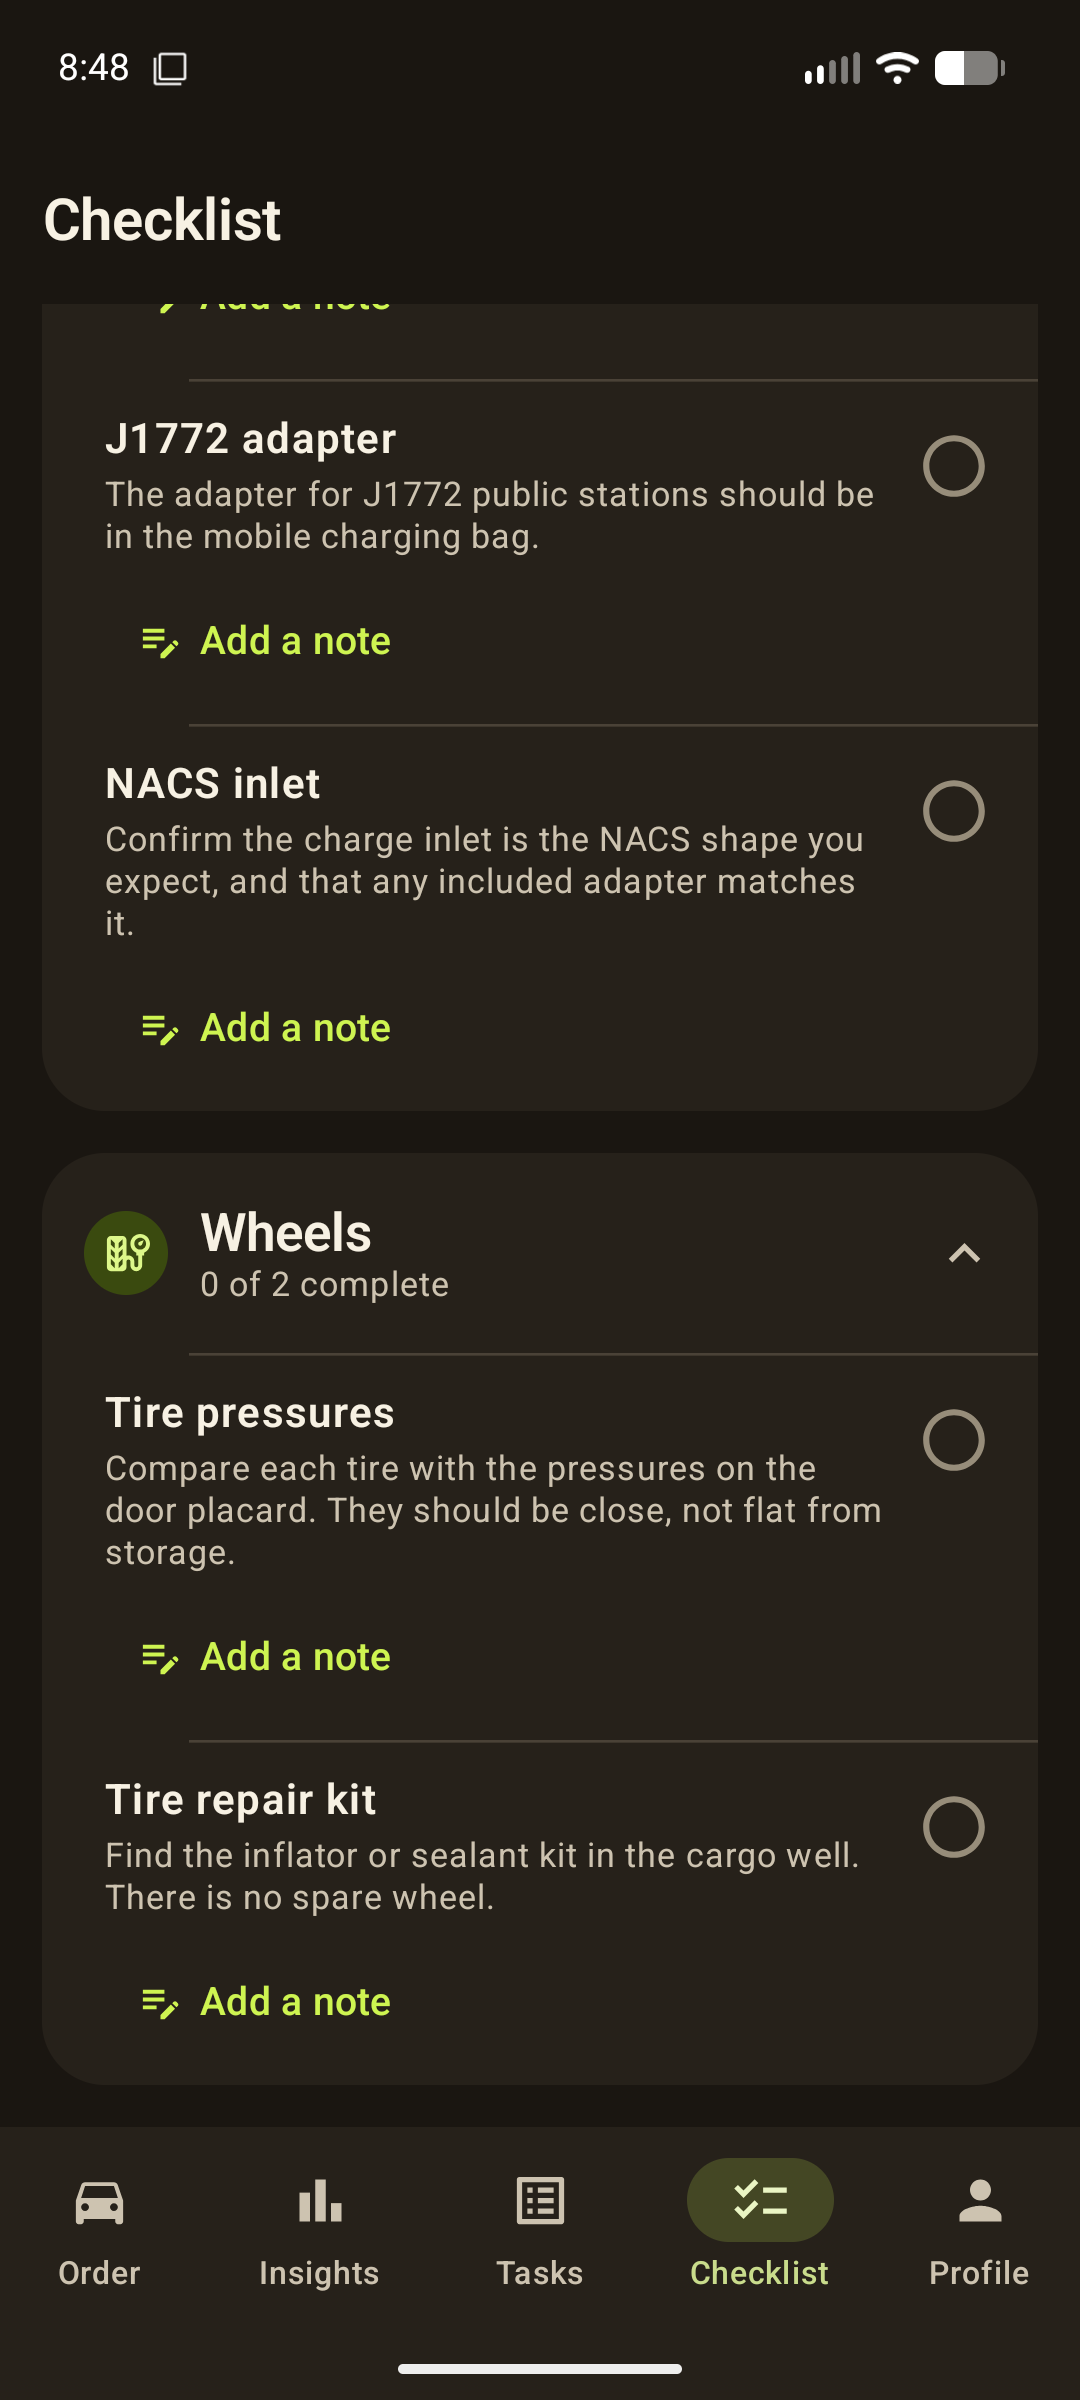 8:48
Checklist
Add a note
J1772 adapter
The adapter for J1772 public stations should be
in the mobile charging bag.
Add a note
NACS inlet
Confirm the charge inlet is the NACS shape you
expect, and that any included adapter matches
it.
Add a note
Wheels
0 of 2 complete
Tire pressures
Compare each tire with the pressures on the
door placard. They should be close, not flat from
storage.
Add a note
Tire repair kit
Find the inflator or sealant kit in the cargo well.
There is no spare wheel.
Add a note
Order
Insights
Tasks
Checklist
Profile